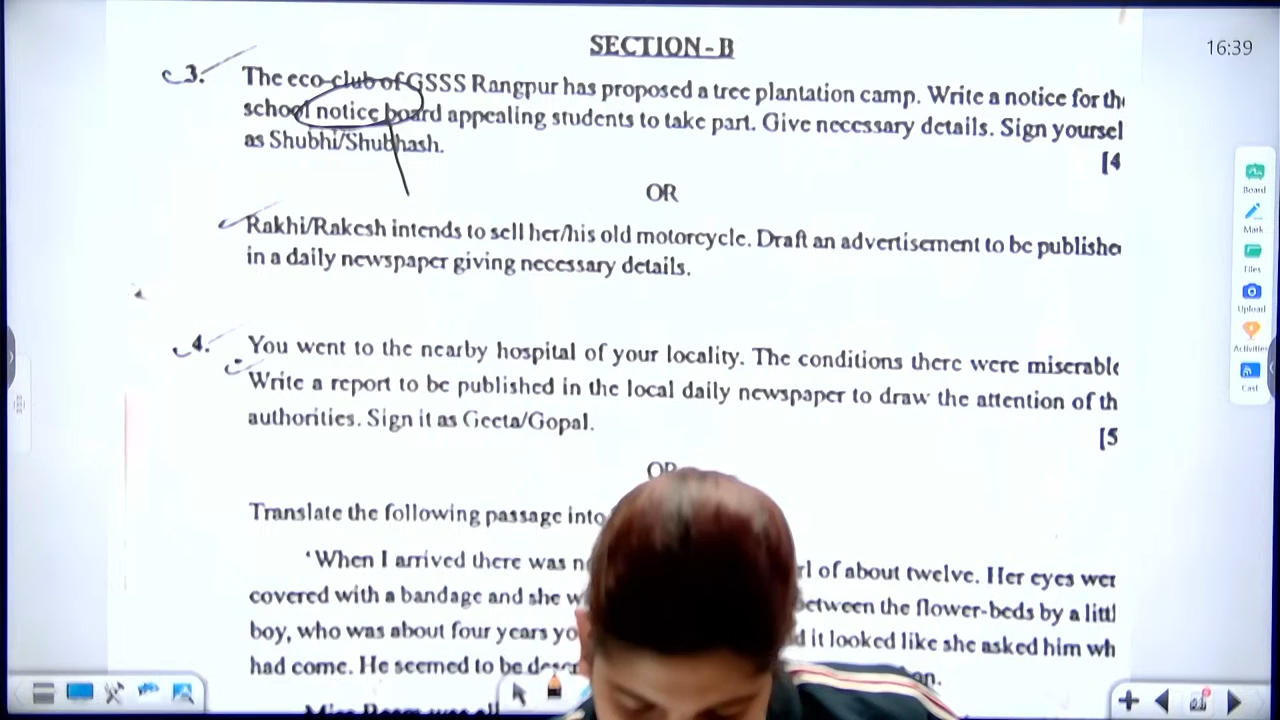 SECTION-B
16:39
3. The eco-club of GSSS Rangpur has proposed a tree plantation camp. Write a notice for the
school notice board appealing students to take part. Give necessary details. Sign yoursel
as Shubhi/Shubhash.
[4
OR
Rakhi/Rakesh intends to sell her/his old motorcycle. Draft an advertisement to be publishe
in a daily newspaper giving necessary details.
4. You went to the nearby hospital of your locality. The conditions there were miserable
Write a report to be published in the local daily newspaper to draw the attention of th
authorities. Sign it as Geeta/Gopal.
[5
OR
Translate the following passage into
'When I arrived there was
rl of about twelve. Her eyes wer
covered with a bandage and she w
between the flower-beds by a littl
boy, who was about four years yo
d it looked like she asked him wh
had come. He seemed to be
on.
Board
Mark
Files
Upload
Activities
Cast